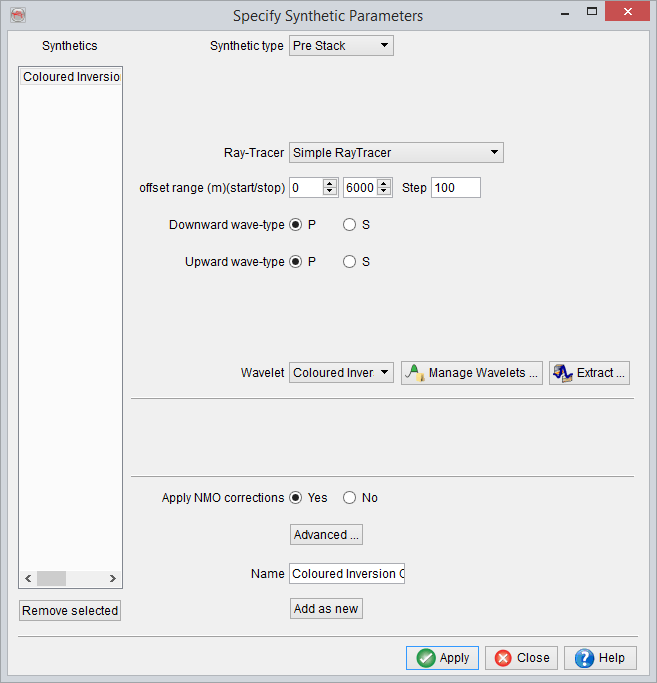 Specify Synthetic Parameters
Synthetics
Synthetic type Pre Stack
Coloured Inversio
Ray-Tracer Simple RayTracer
offset range (m)(start/stop) 0 6000 Step 100
Downward wave-type P S
Upward wave-type P S
Wavelet Coloured Inver Manage Wavelets ... Extract ...
Apply NMO corrections Yes No
Advanced ...
Name Coloured Inversion
Remove selected
Add as new
Apply Close Help